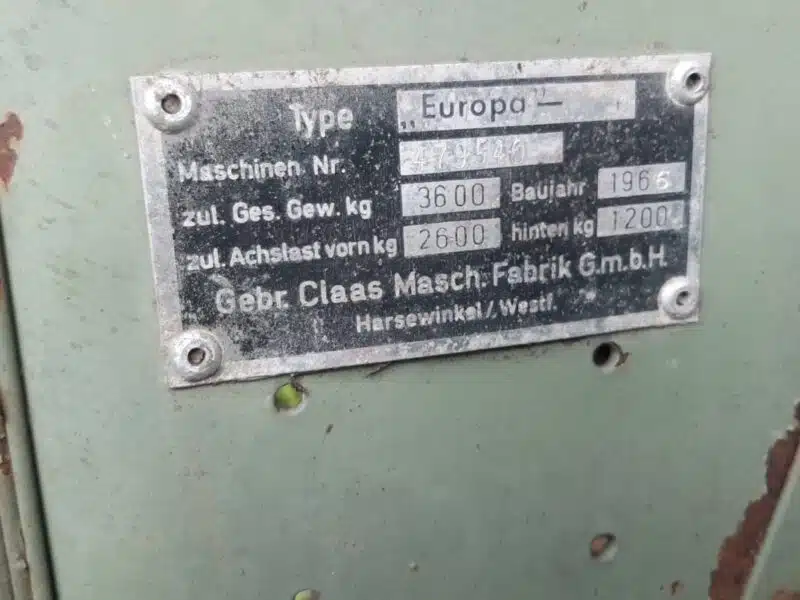 Type „Europa"—
Maschinen Nr.
zul. Ges. Gew. kg 3600 Baujahr 1966
zul. Achslast vorn kg 2600 hinten kg 1200
Gebr. Claas Masch. Fabrik G.m.b.H.
Harsewinkel/Westf.